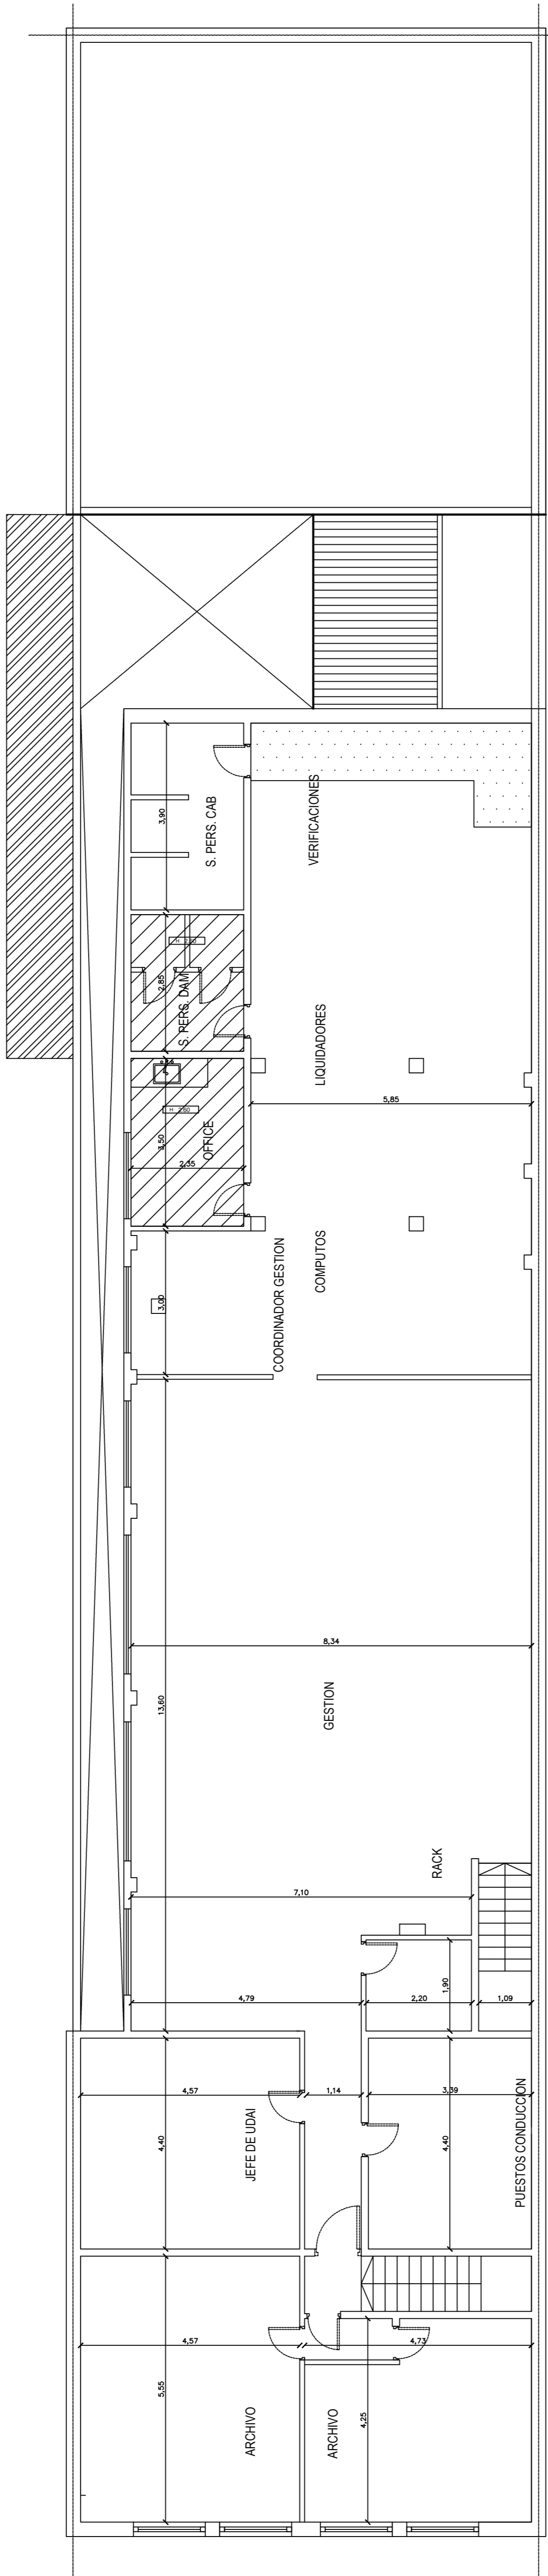 3,90
S. PERS. CAB
VERIFICACIONES
2,85
S. PERS. DAM
LIQUIDADORES
5,85
H 2.60
3,50
OFFICE
2,35
3,00
COORDINADOR GESTION
COMPUTOS
8,34
13,60
GESTION
RACK
7,10
1,90
4,79
2,20
1,09
4,57
1,14
3,39
4,40
JEFE DE UDAI
4,40
PUESTOS CONDUCCION
4,57
4,73
5,55
ARCHIVO
ARCHIVO
4,25